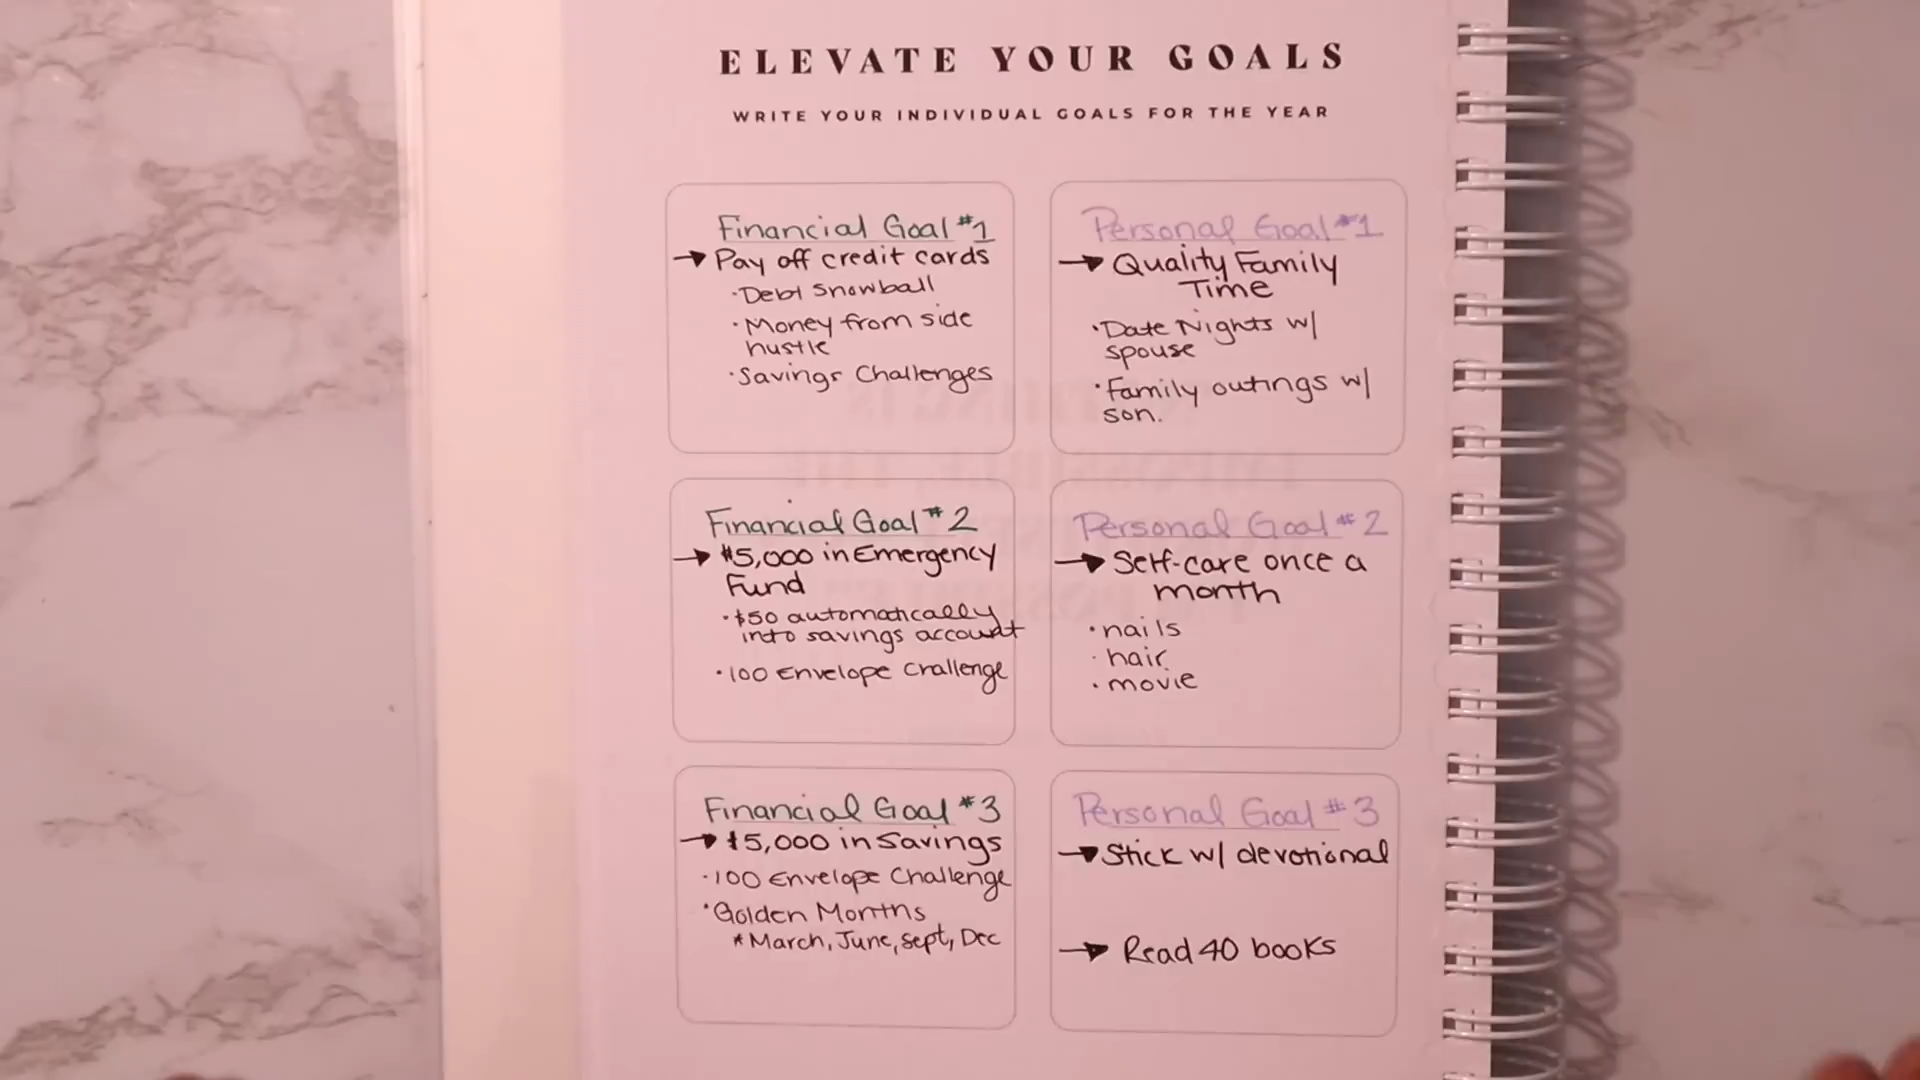 ELEVATE YOUR GOALS
WRITE YOUR INDIVIDUAL GOALS FOR THE YEAR
Financial Goal #1
→ Pay off credit cards
·Debt Snowball
·Money from side
hustle
·Savings Challenges
Personal Goal #1
→ Quality Family
Time
·Date Nights w/
spouse
·Family outings w/
son.
Financial Goal #2
→ $5,000 in Emergency
Fund
·$50 automatically
into savings account
·100 Envelope Challenge
Personal Goal #2
→ Self-care once a
month
·nails
·hair
·movie
Financial Goal #3
→ $5,000 in Savings
·100 Envelope Challenge
·Golden Months
*March, June, Sept, Dec
Personal Goal #3
→ Stick w/ devotional
→ Read 40 books